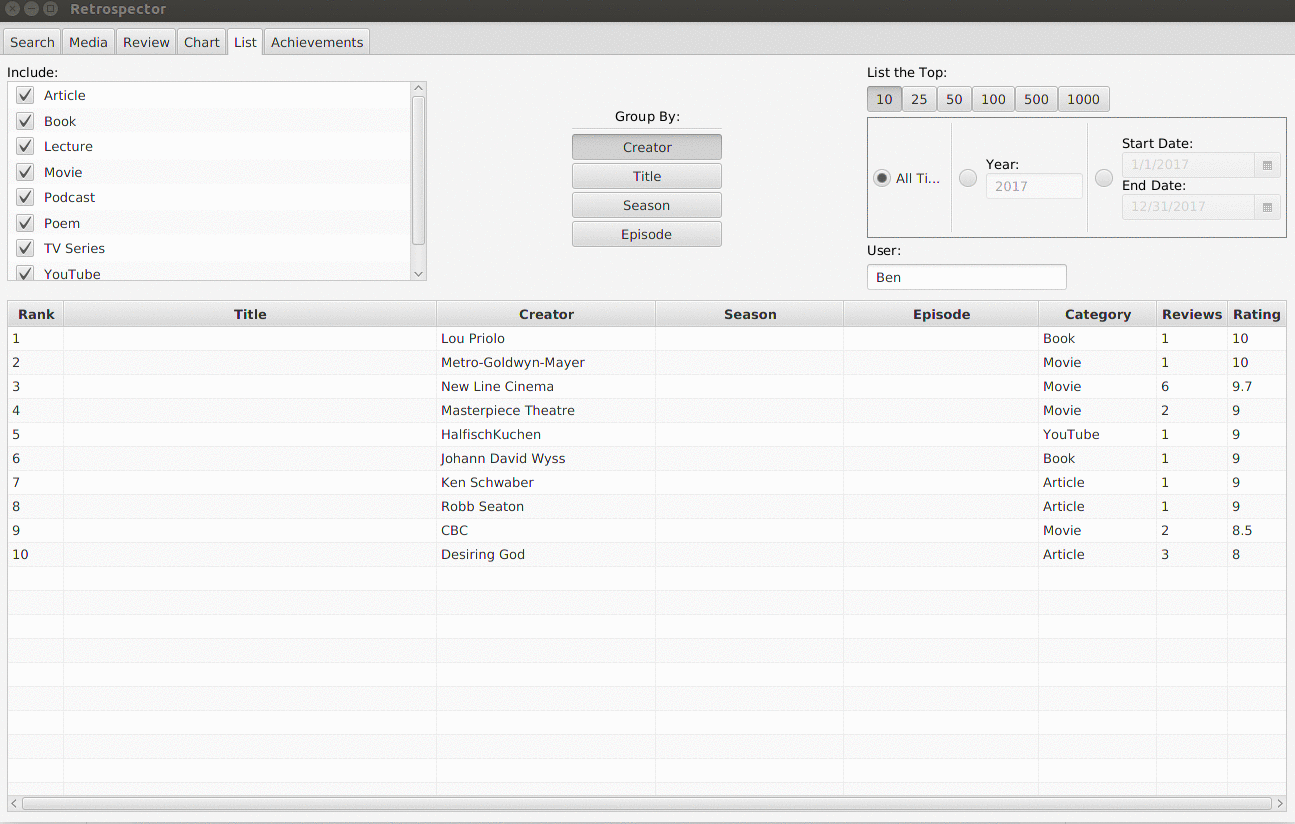 Retrospector
Search Media Review Chart List Achievements
Include:
Article
Book
Lecture
Movie
Podcast
Poem
TV Series
YouTube
Group By:
Creator
Title
Season
Episode
List the Top:
10 25 50 100 500 1000
All Ti...
Year:
2017
Start Date:
1/1/2017
End Date:
12/31/2017
User:
Ben
Rank Title Creator Season Episode Category Reviews Rating
1 Lou Priolo Book 1 10
2 Metro-Goldwyn-Mayer Movie 1 10
3 New Line Cinema Movie 6 9.7
4 Masterpiece Theatre Movie 2 9
5 HalfischKuchen YouTube 1 9
6 Johann David Wyss Book 1 9
7 Ken Schwaber Article 1 9
8 Robb Seaton Article 1 9
9 CBC Movie 2 8.5
10 Desiring God Article 3 8